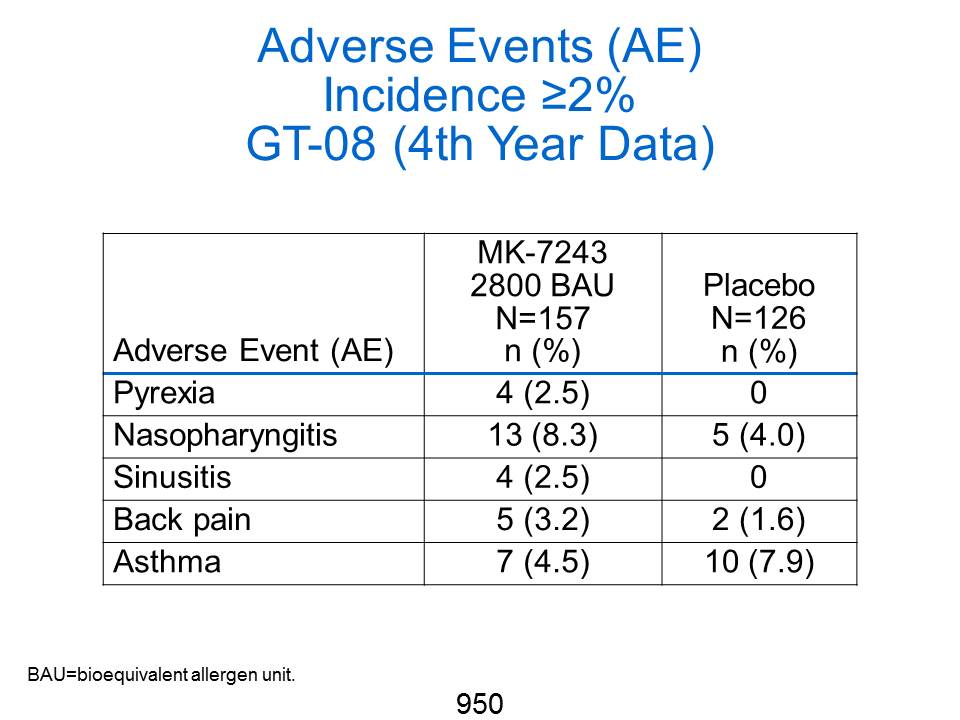 Adverse Events (AE)
Incidence ≥2%
GT-08 (4th Year Data)
Adverse Event (AE)
MK-7243
2800 BAU
N=157
n (%)
Placebo
N=126
n (%)
Pyrexia 4 (2.5) 0
Nasopharyngitis 13 (8.3) 5 (4.0)
Sinusitis 4 (2.5) 0
Back pain 5 (3.2) 2 (1.6)
Asthma 7 (4.5) 10 (7.9)
BAU=bioequivalent allergen unit.
950